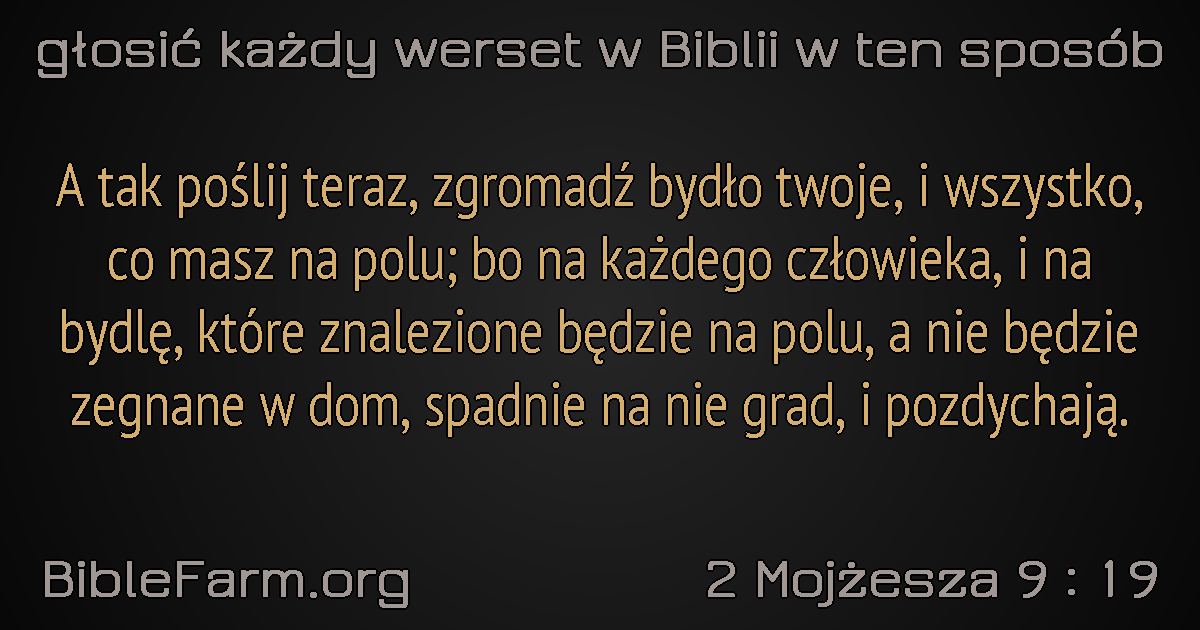 głosić każdy werset w Biblii w ten sposób
A tak poślij teraz, zgromadź bydło twoje, i wszystko,
co masz na polu; bo na każdego człowieka, i na
bydlę, które znalezione będzie na polu, a nie będzie
zegnane w dom, spadnie na nie grad, i pozdychają.
BibleFarm.org
2 Mojżesza 9 : 19